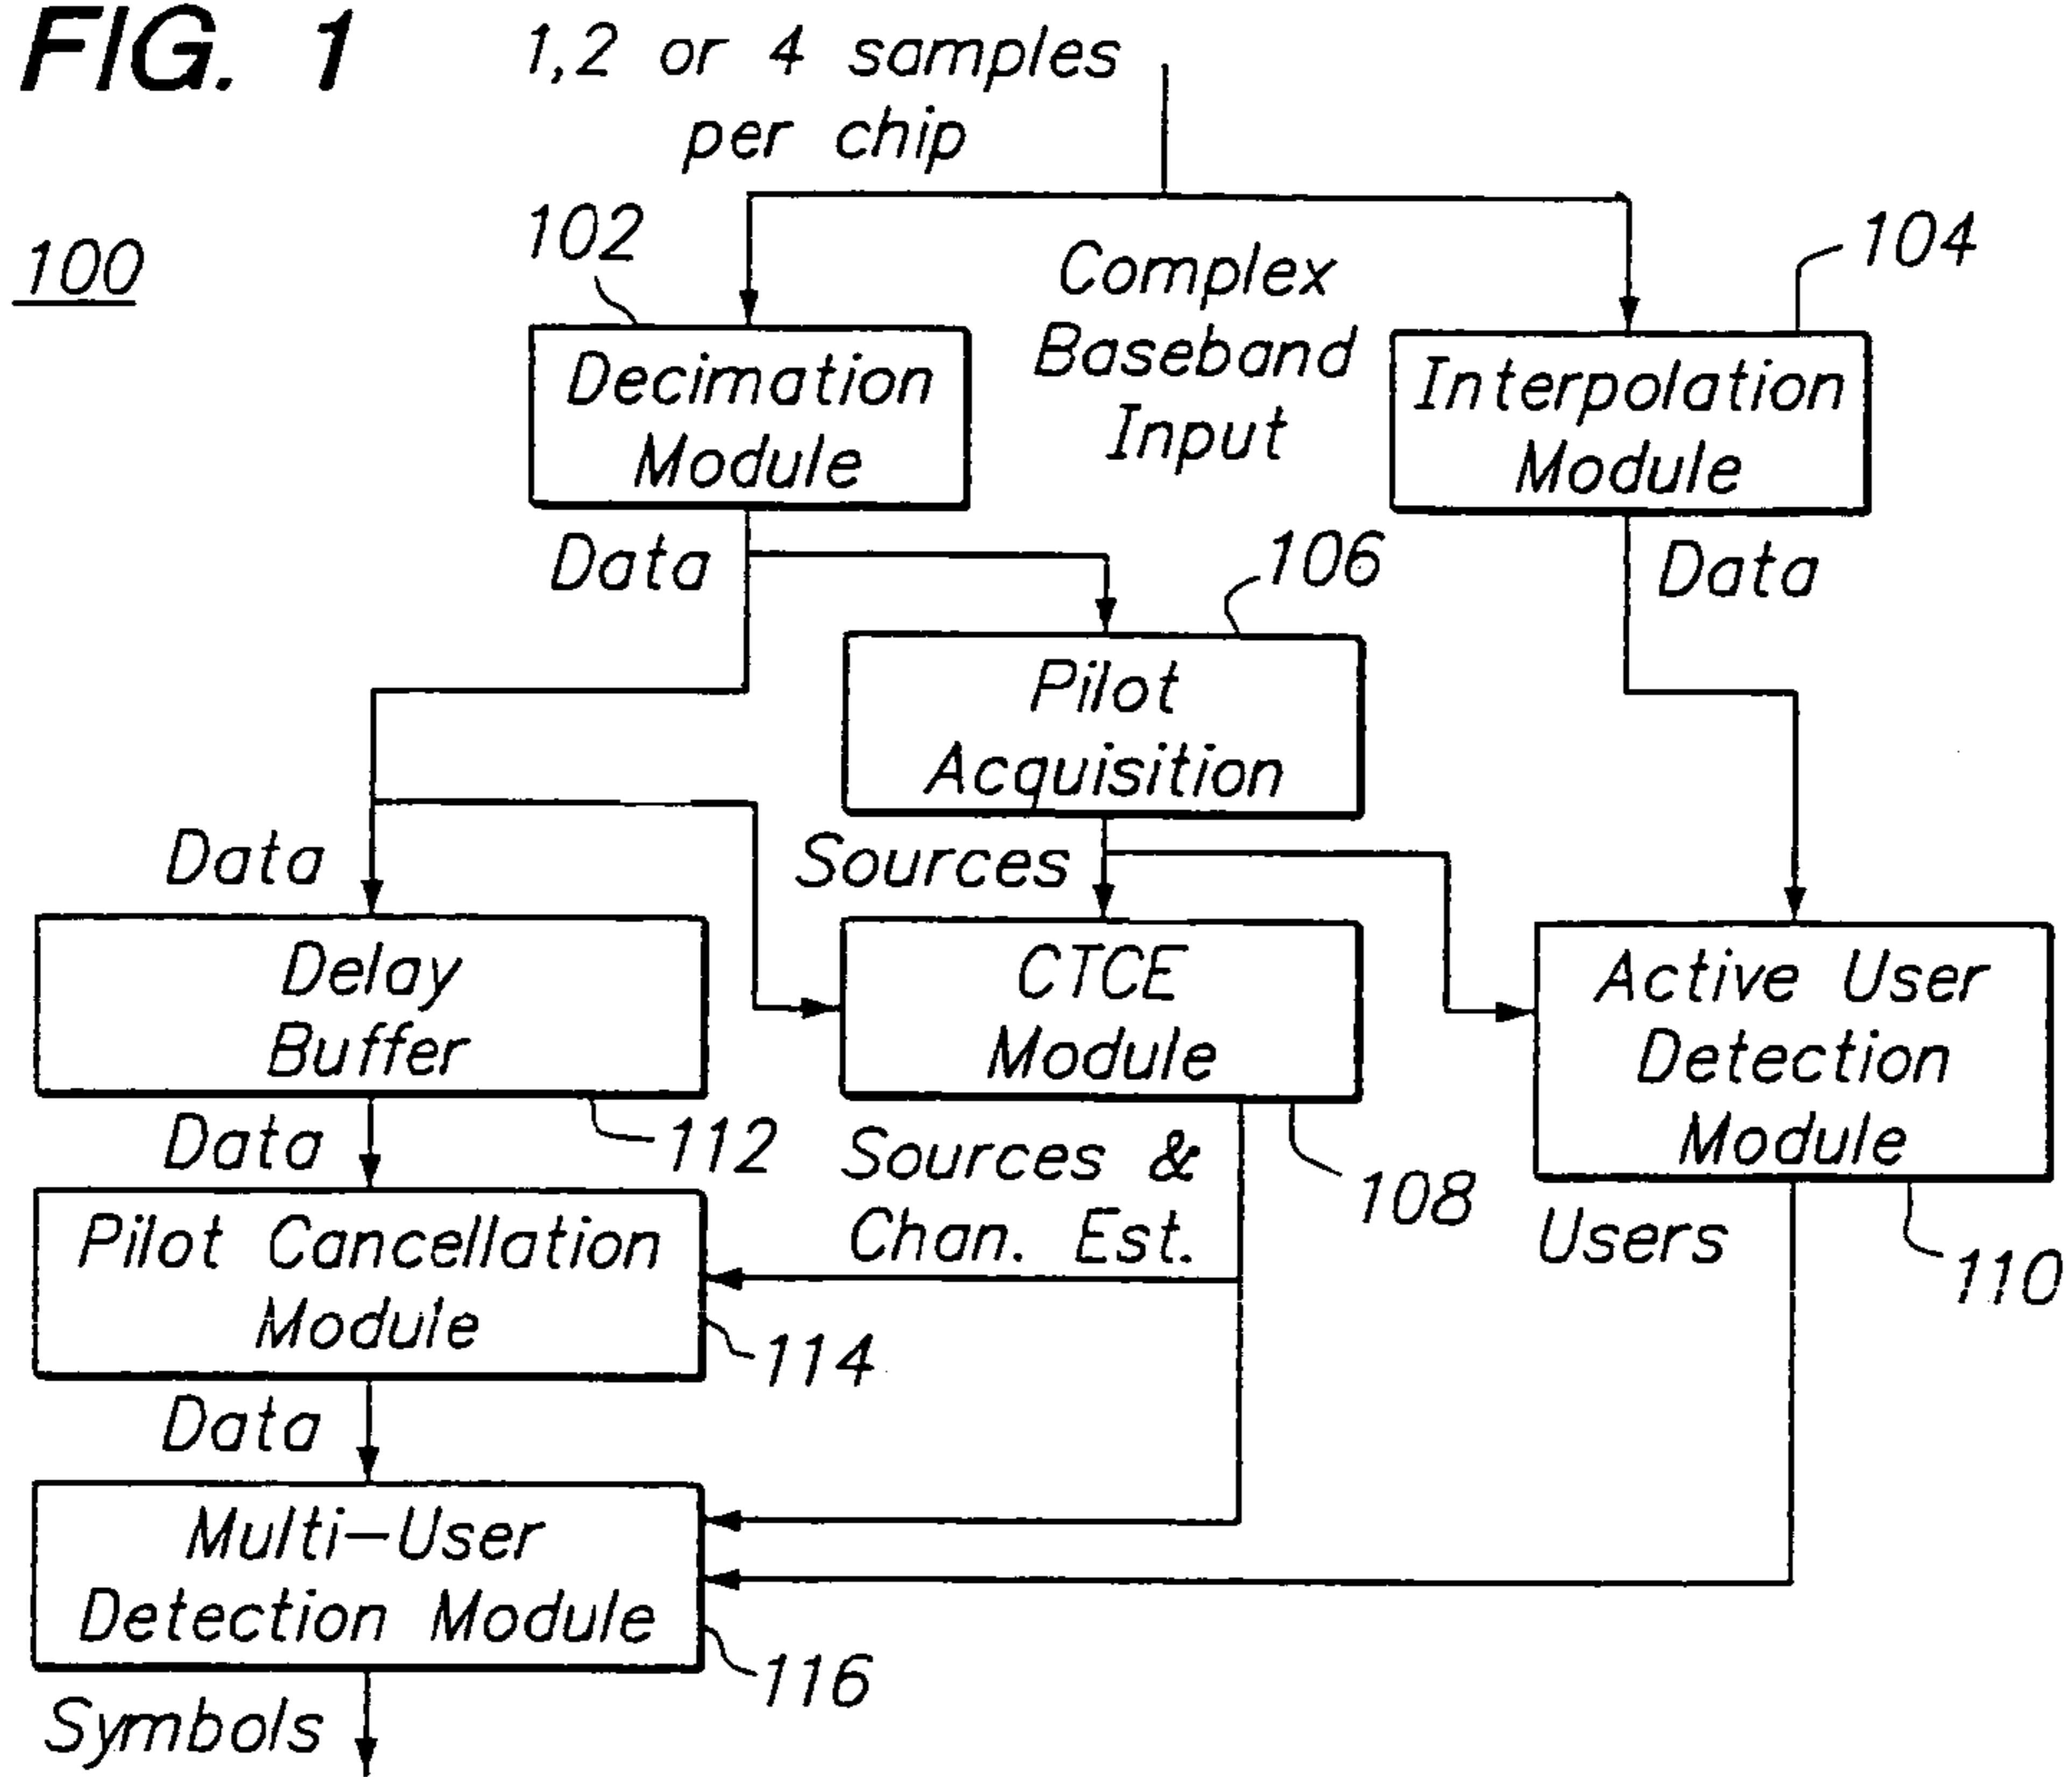 FIG. 1
1,2 or 4 samples
per chip
100
102
Complex
Baseband
Input
104
Decimation
Module
Interpolation
Module
Data
106
Data
Pilot
Acquisition
Data
Sources
Delay
Buffer
CTCE
Module
Active User
Detection
Module
Data
112
Sources &
Chan. Est.
108
Users
110
Pilot Cancellation
Module
114
Data
Multi-User
Detection Module
116
Symbols